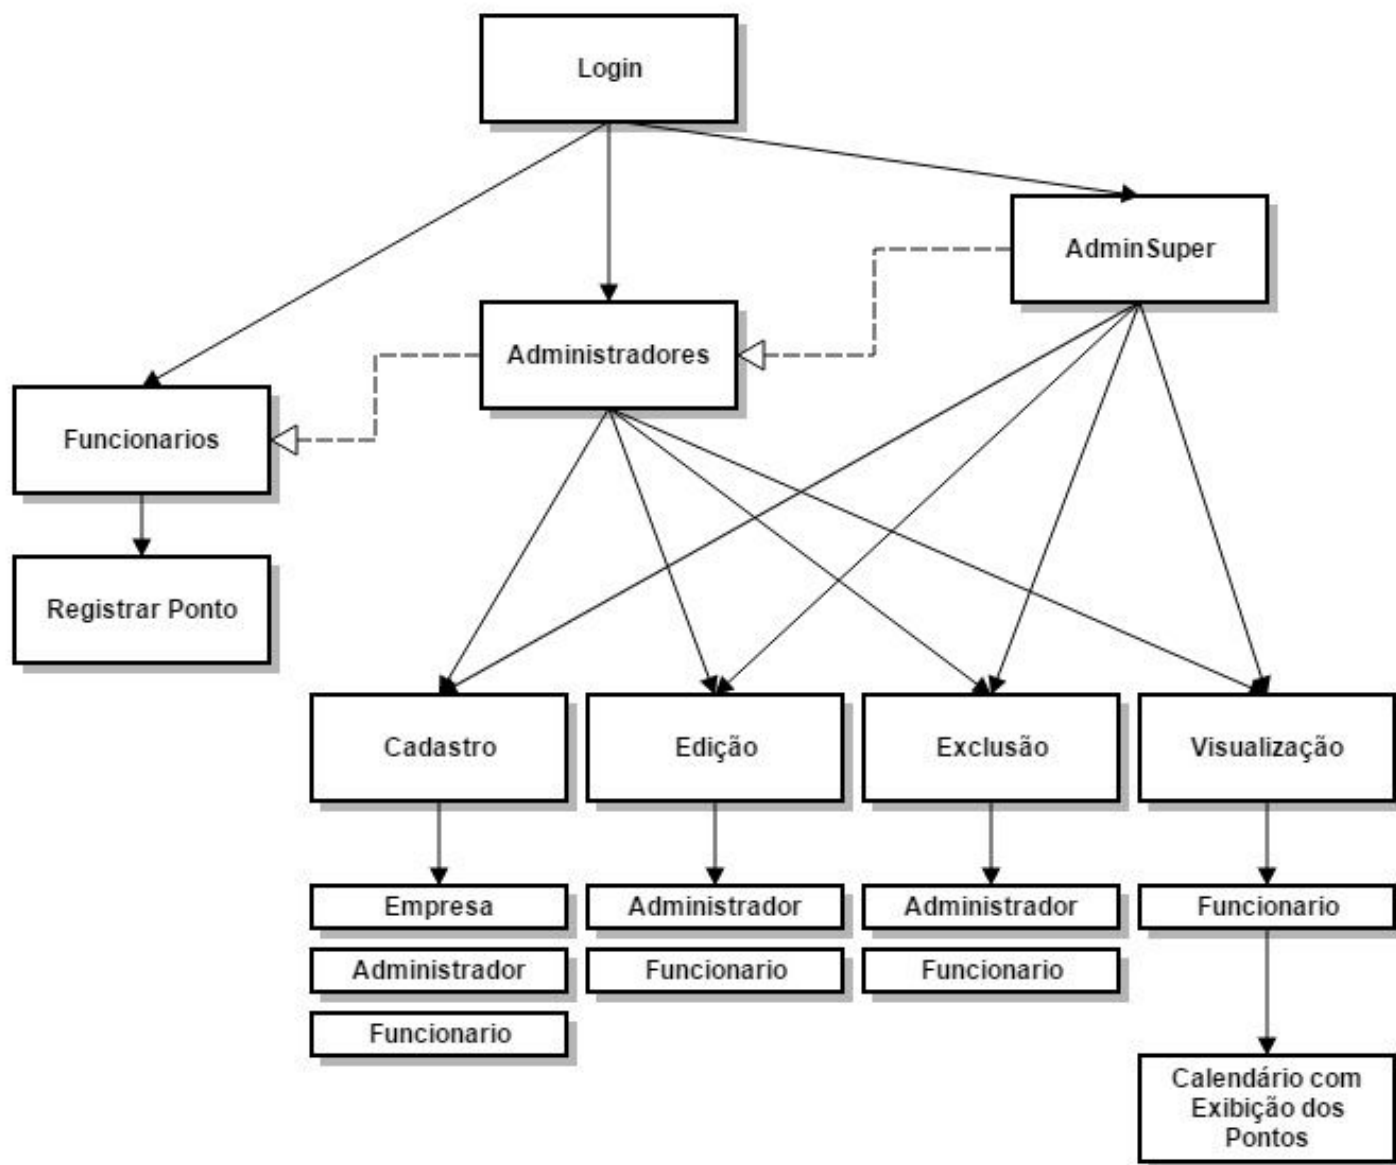 Login
AdminSuper
Administradores
Funcionarios
Registrar Ponto
Cadastro
Edição
Exclusão
Visualização
Empresa
Administrador
Administrador
Funcionario
Administrador
Funcionario
Funcionario
Funcionario
Calendário com
Exibição dos
Pontos